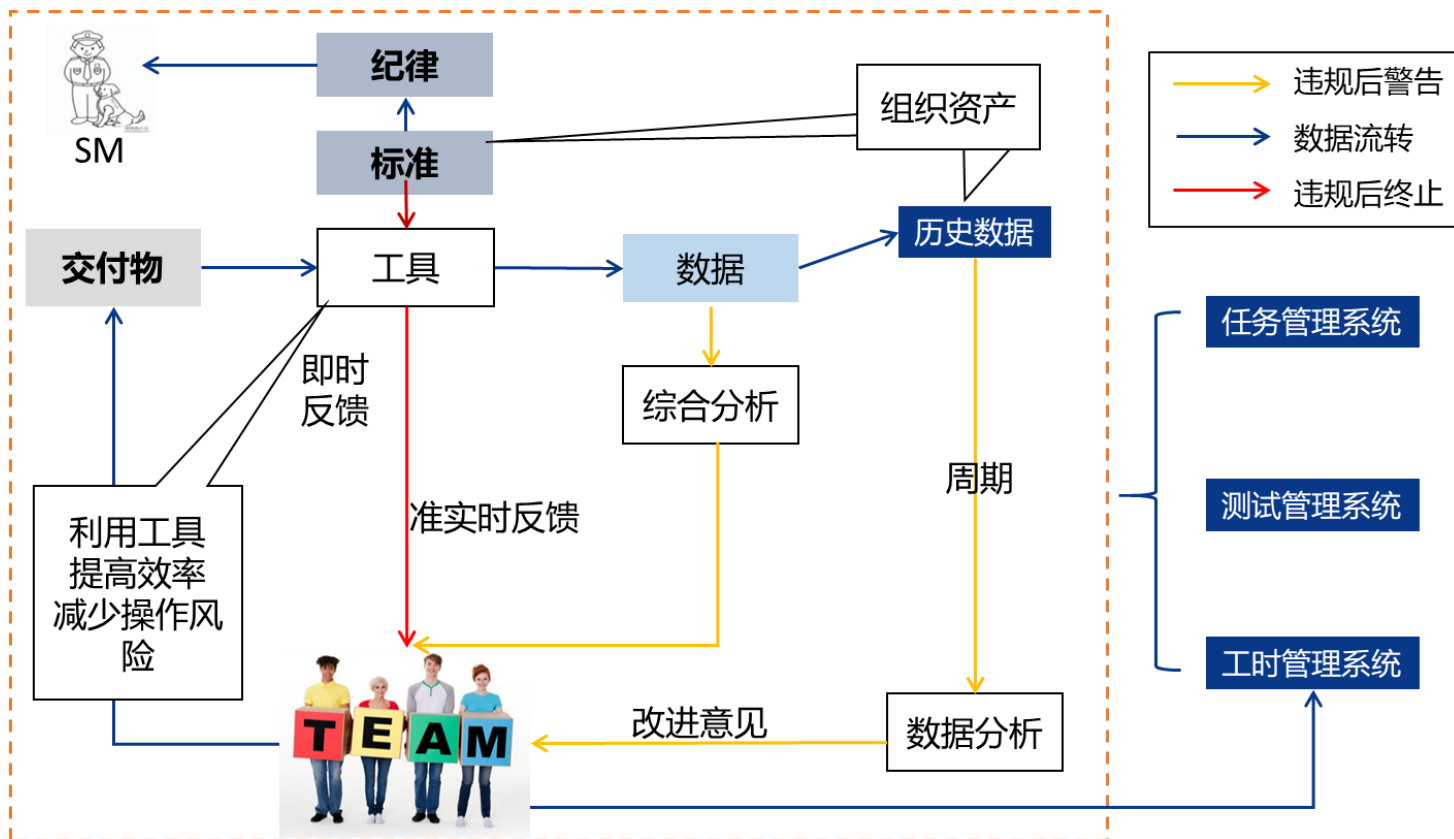 纪律
组织资产
违规后警告
数据流转
违规后终止
SM
标准
交付物
工具
数据
历史数据
任务管理系统
即时
反馈
综合分析
周期
准实时反馈
测试管理系统
利用工具
提高效率
减少操作风
险
工时管理系统
TEAM
改进意见
数据分析